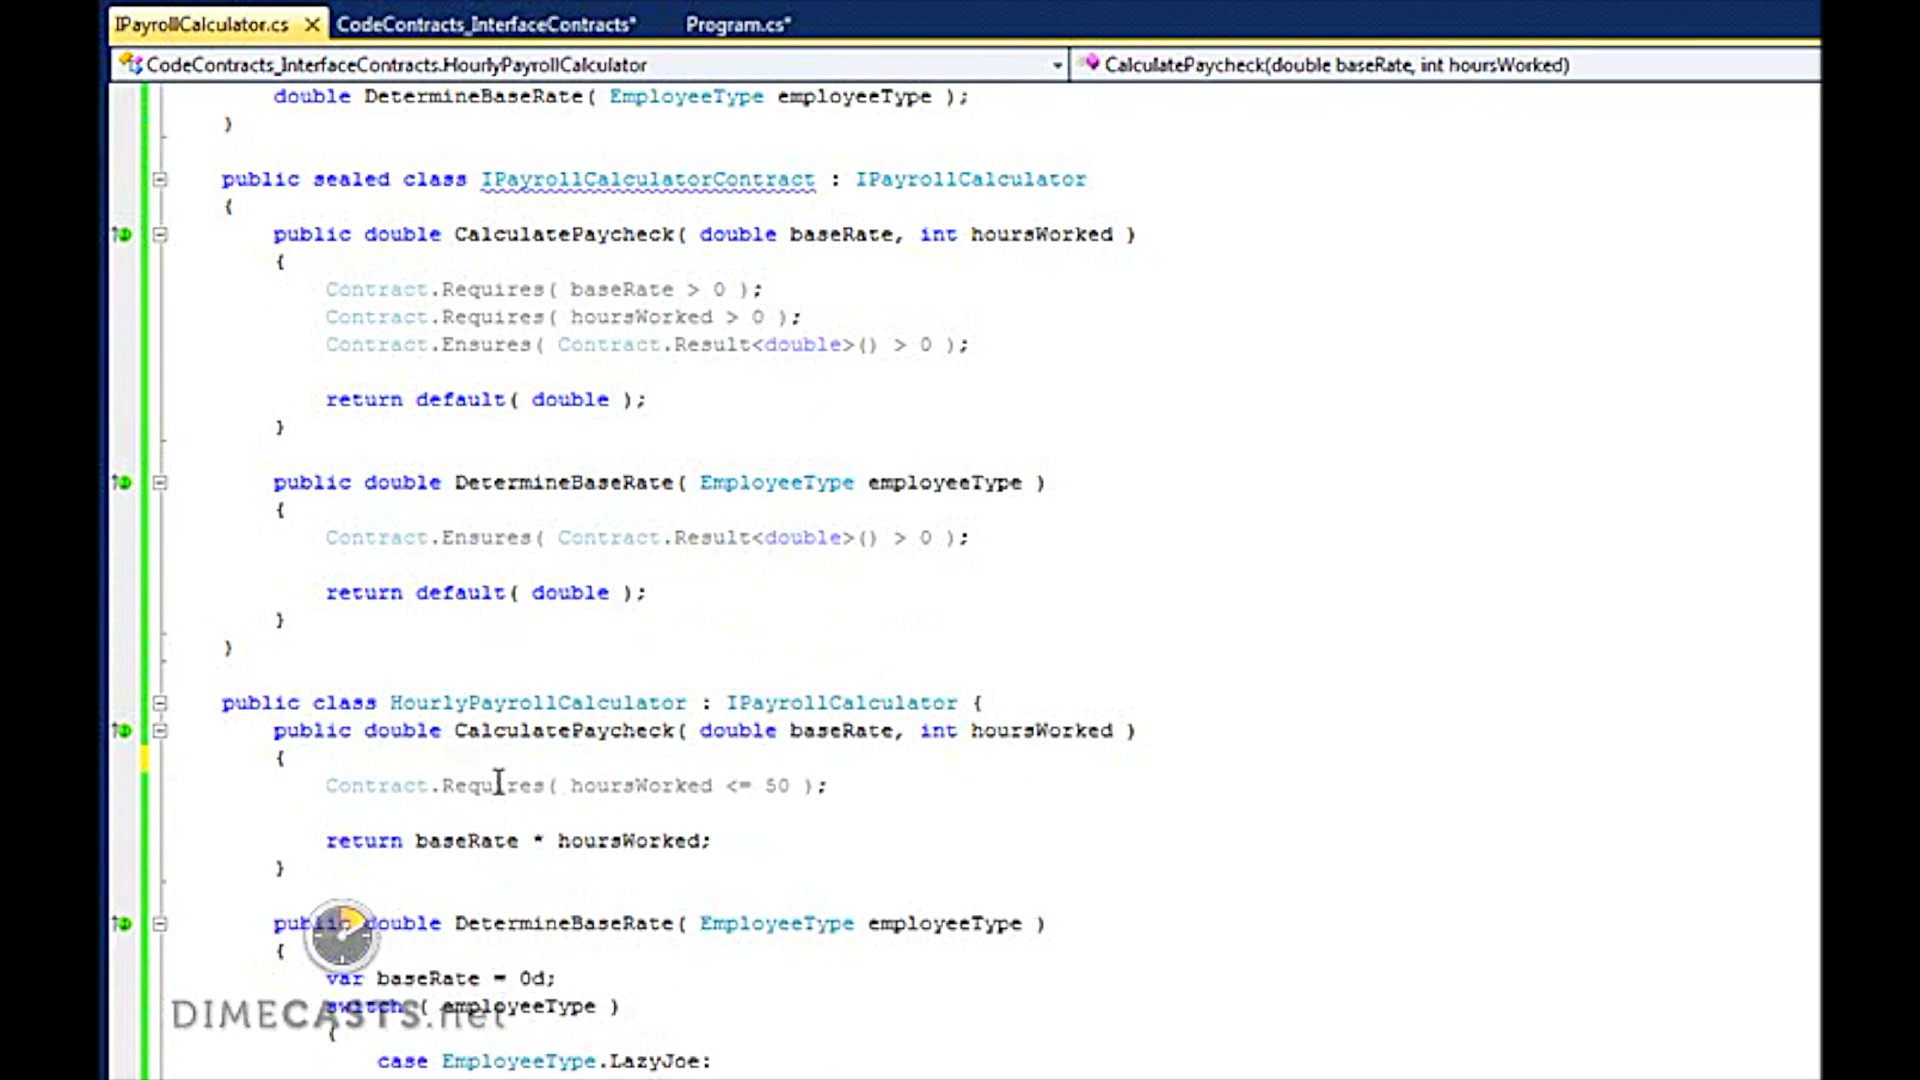 IPayrollCalculator.cs X CodeContracts_InterfaceContracts* Program.cs*
CodeContracts_InterfaceContracts.HourlyPayrollCalculator CalculatePaycheck(double baseRate, int hoursWorked)
double DetermineBaseRate( EmployeeType employeeType );
}
public sealed class IPayrollCalculatorContract : IPayrollCalculator
{
public double CalculatePaycheck( double baseRate, int hoursWorked )
{
Contract.Requires( baseRate > 0 );
Contract.Requires( hoursWorked > 0 );
Contract.Ensures( Contract.Result<double>() > 0 );
return default( double );
}
public double DetermineBaseRate( EmployeeType employeeType )
{
Contract.Ensures( Contract.Result<double>() > 0 );
return default( double );
}
}
public class HourlyPayrollCalculator : IPayrollCalculator {
public double CalculatePaycheck( double baseRate, int hoursWorked )
{
Contract.Requires( hoursWorked <= 50 );
return baseRate * hoursWorked;
}
public double DetermineBaseRate( EmployeeType employeeType )
{
var baseRate = 0d;
switch ( employeeType )
DIMECASTS.net
{
case EmployeeType.LazyJoe: